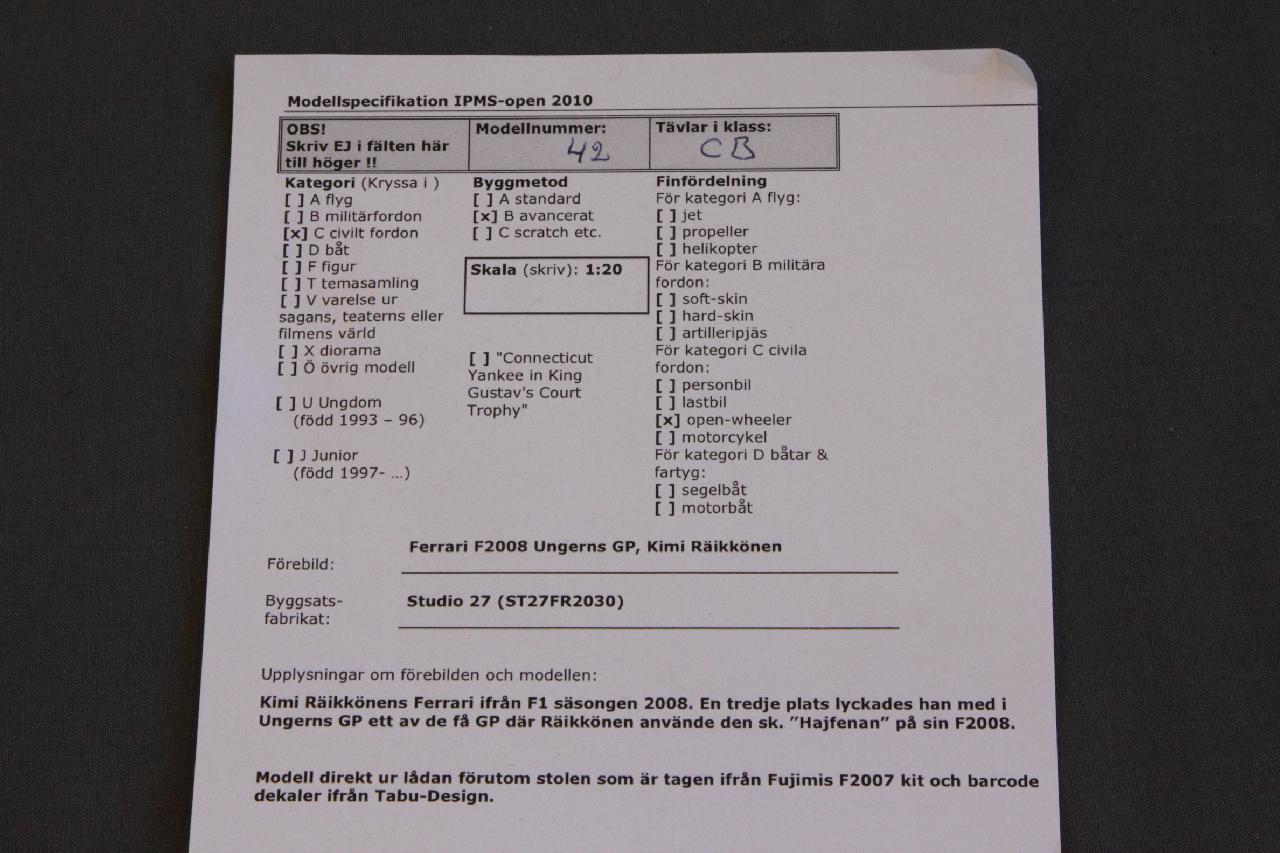 Modellspecifikation IPMS-open 2010
OBS!
Skriv EJ i fälten här
till höger !!
Modellnummer:
42
Tävlar i klass:
CB
Kategori (Kryssa i )
[ ] A flyg
[ ] B militärfordon
[x] C civilt fordon
[ ] D båt
[ ] F figur
[ ] T temasamling
[ ] V varelse ur
sagans, teaterns eller
filmens värld
[ ] X diorama
[ ] Ö övrig modell
[ ] U Ungdom
(född 1993 – 96)
[ ] J Junior
(född 1997- ...)
Byggmetod
[ ] A standard
[x] B avancerat
[ ] C scratch etc.
Skala (skriv): 1:20
[ ] "Connecticut
Yankee in King
Gustav's Court
Trophy"
Finfördelning
För kategori A flyg:
[ ] jet
[ ] propeller
[ ] helikopter
För kategori B militära
fordon:
[ ] soft-skin
[ ] hard-skin
[ ] artilleripjäs
För kategori C civila
fordon:
[ ] personbil
[ ] lastbil
[x] open-wheeler
[ ] motorcykel
För kategori D båtar &
fartyg:
[ ] segelbåt
[ ] motorbåt
Förebild: Ferrari F2008 Ungerns GP, Kimi Räikkönen
Byggsats-
fabrikat: Studio 27 (ST27FR2030)
Upplysningar om förebilden och modellen:
Kimi Räikkönens Ferrari ifrån F1 säsongen 2008. En tredje plats lyckades han med i
Ungerns GP ett av de få GP där Räikkönen använde den sk. ”Hajfenan” på sin F2008.
Modell direkt ur lådan förutom stolen som är tagen ifrån Fujimis F2007 kit och barcode
dekaler ifrån Tabu-Design.